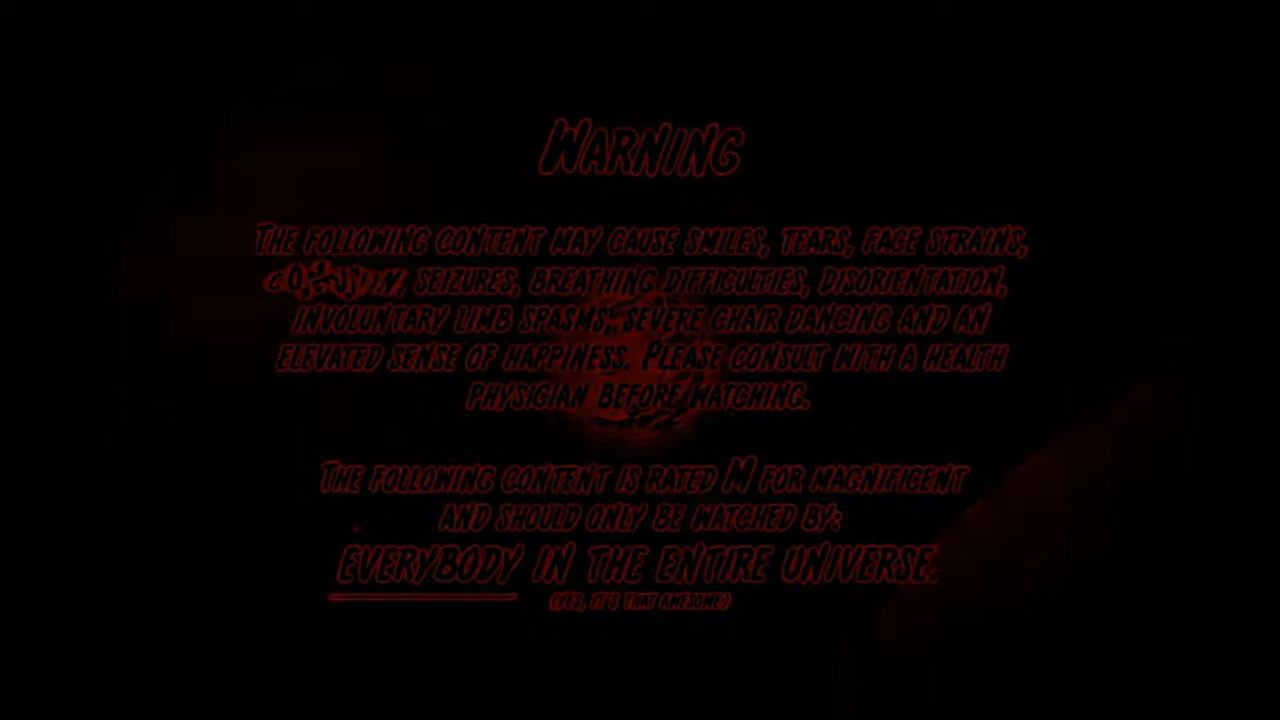 WARNING
THE FOLLOWING CONTENT MAY CAUSE SMILES, TEARS, FACE STRAINS,
SEIZURES, BREATHING DIFFICULTIES, DISORIENTATION,
INVOLUNTARY LIMB SPASMS, SEVERE CHAIR DANCING AND AN
ELEVATED SENSE OF HAPPINESS. PLEASE CONSULT WITH A HEALTH
PHYSICIAN BEFORE WATCHING.
THE FOLLOWING CONTENT IS RATED M FOR MAGNIFICENT
AND SHOULD ONLY BE WATCHED BY:
EVERYBODY IN THE ENTIRE UNIVERSE.
(YES, IT'S THAT AWESOME)